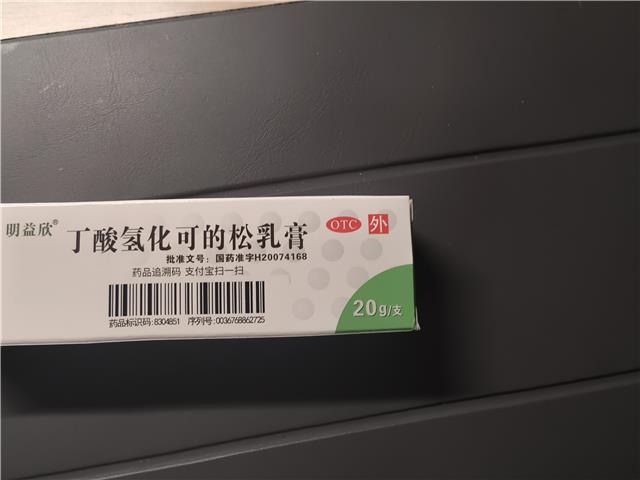 明益欣®
丁酸氢化可的松乳膏
OTC 外
批准文号：国药准字H20074168
药品追溯码 支付宝扫一扫
药品标识码:8304851 序列号:0036768862725
20g/支